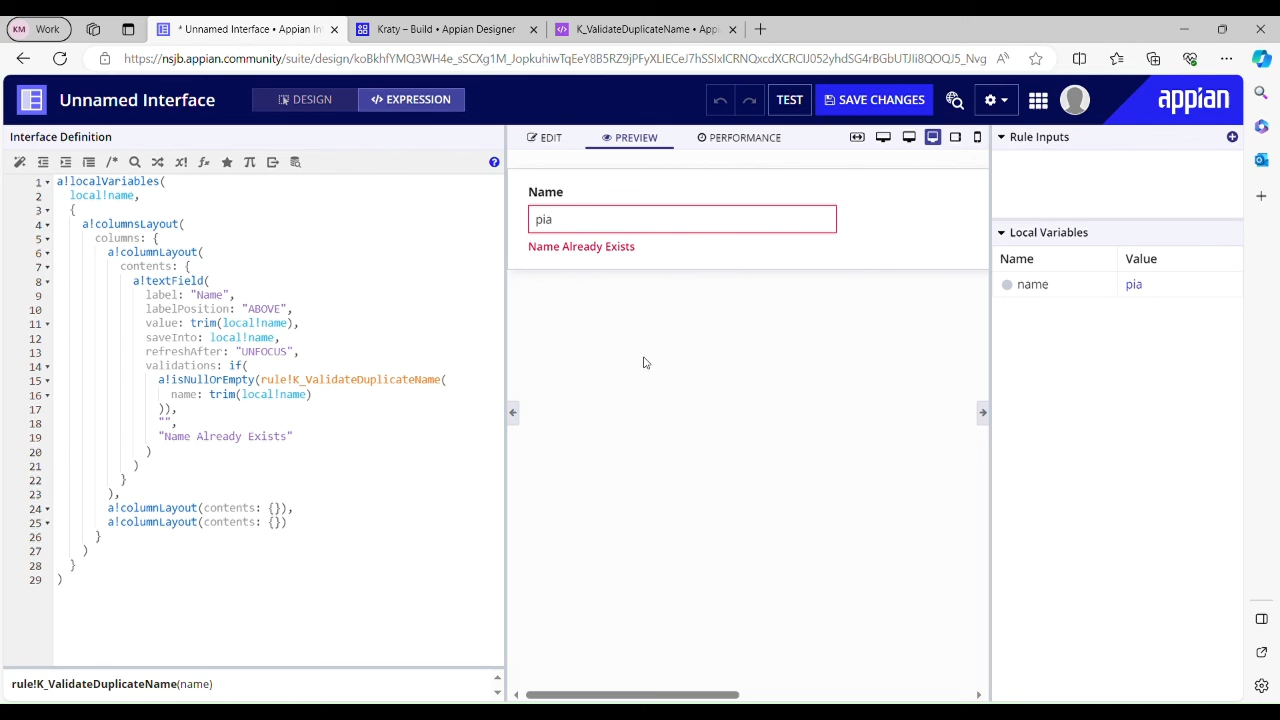 KM Work
* Unnamed Interface • Appian In
Kraty – Build • Appian Designer
K_ValidateDuplicateName • Appi
Unnamed Interface
DESIGN
</> EXPRESSION
TEST
SAVE CHANGES
appian
Interface Definition
EDIT
PREVIEW
PERFORMANCE
Rule Inputs
1 a!localVariables(
2 local!name,
3 {
4 a!columnsLayout(
5 columns: {
6 a!columnLayout(
7 contents: {
8 a!textField(
9 label: "Name",
10 labelPosition: "ABOVE",
11 value: trim(local!name),
12 saveInto: local!name,
13 refreshAfter: "UNFOCUS",
14 validations: if(
15 a!isNullOrEmpty(rule!K_ValidateDuplicateName(
16 name: trim(local!name)
17 )),
18 "",
19 "Name Already Exists"
20 )
21 )
22 }
23 ),
24 a!columnLayout(contents: {}),
25 a!columnLayout(contents: {})
26 }
27 )
28 }
29 )
rule!K_ValidateDuplicateName(name)
Name
pia
Name Already Exists
Local Variables
Name Value
name pia